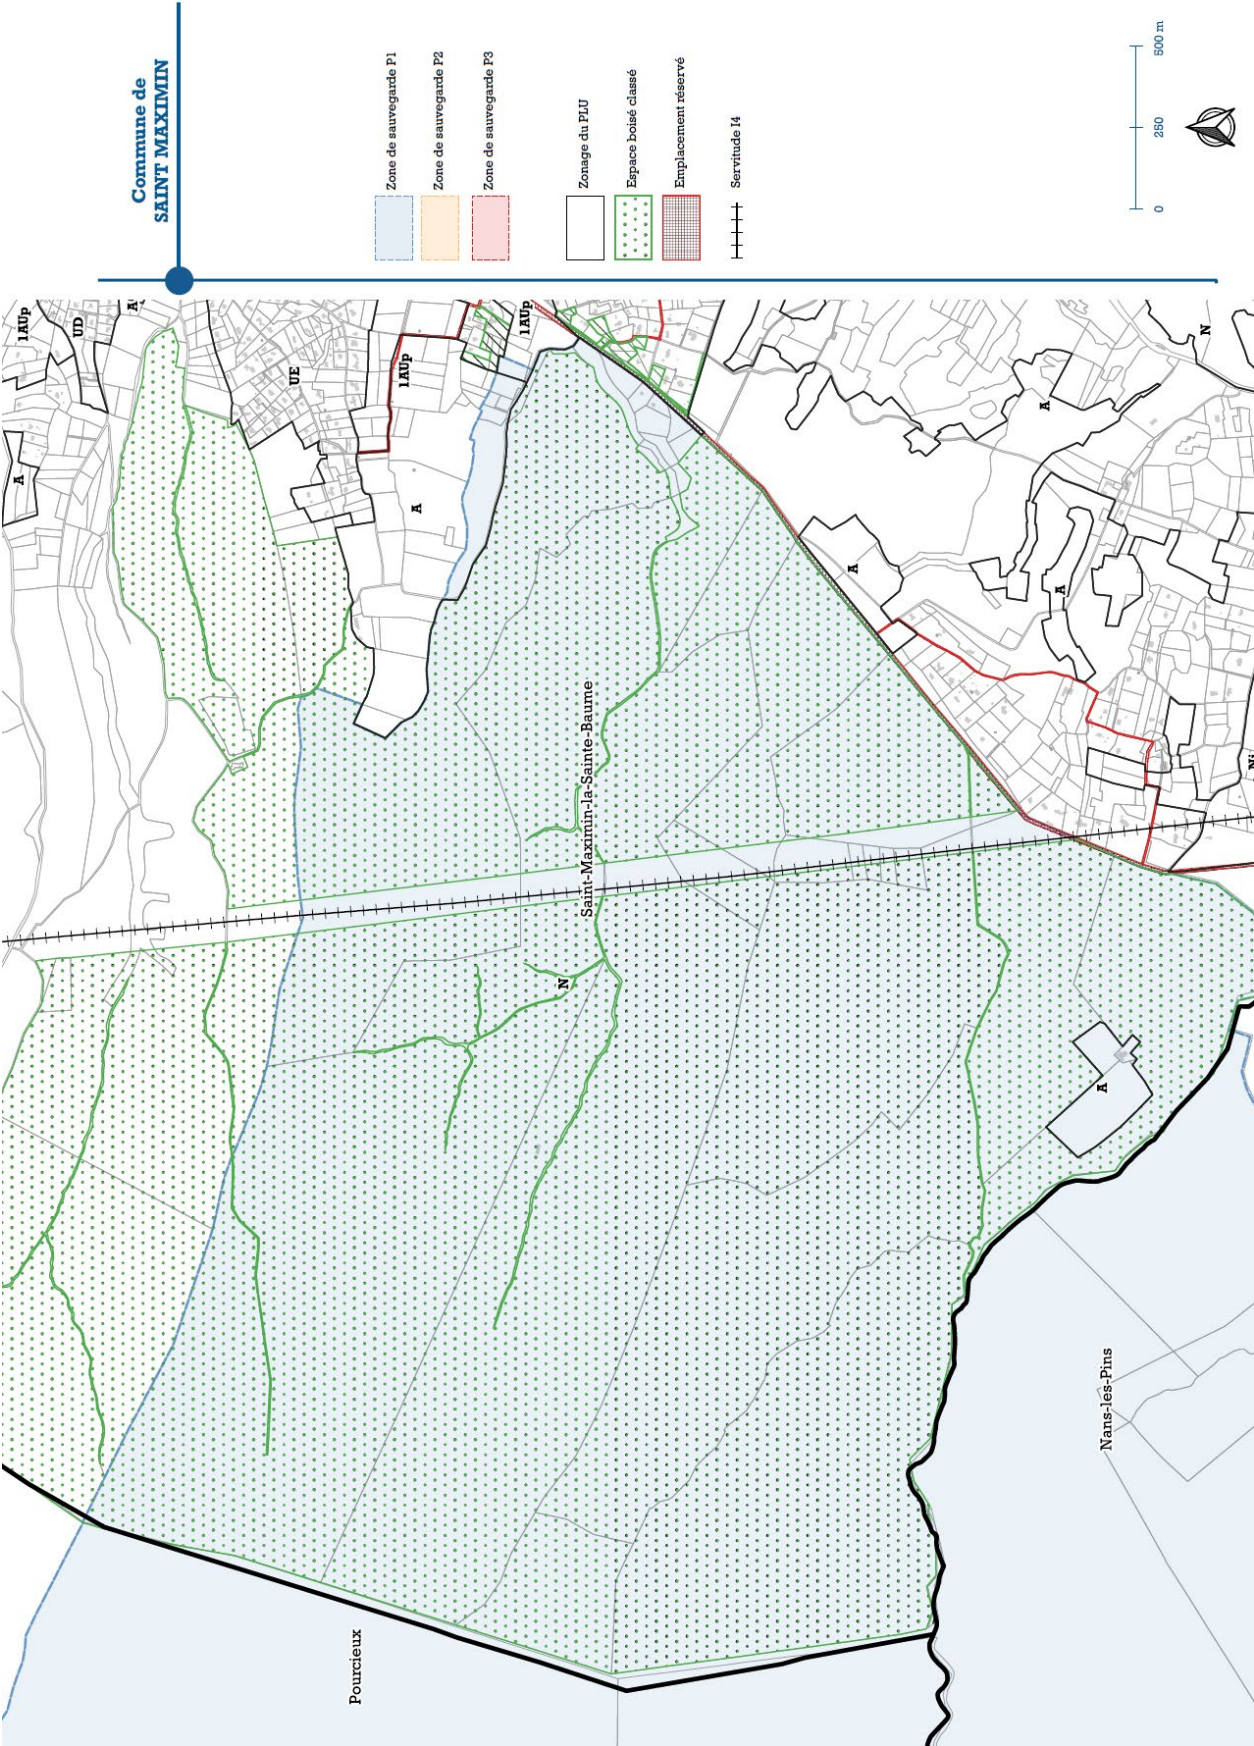 Commune de
SAINT MAXIMIN
Zone de sauvegarde P1
Zone de sauvegarde P2
Zone de sauvegarde P3
Zonage du PLU
Espace boisé classé
Emplacement réservé
Servitude I4
0 250 500 m
1AUp
UD
A
UE
1AUp
A
1AUp
N
A
A
A
Saint-Maximin-la-Sainte-Baume
N
A
Nans-les-Pins
Pourcieux